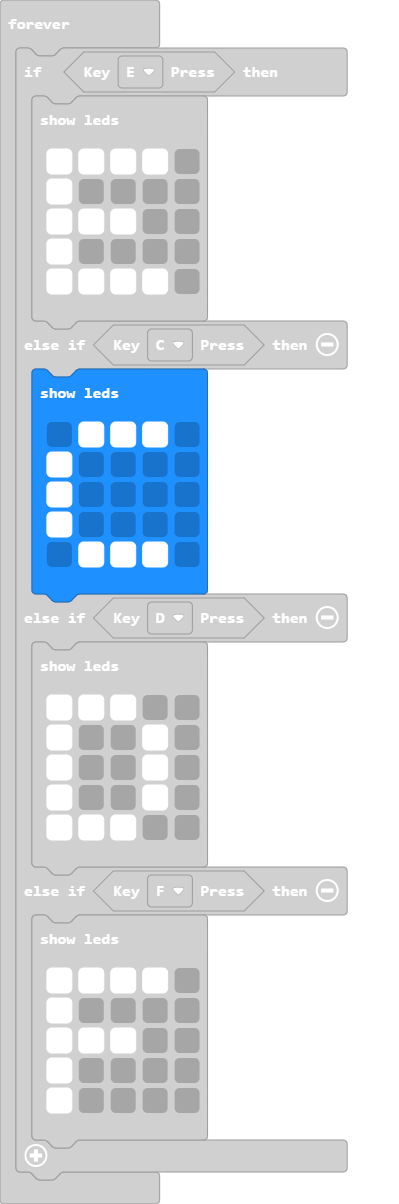 forever
if Key E Press then
show leds
else if Key C Press then
show leds
else if Key D Press then
show leds
else if Key F Press then
show leds